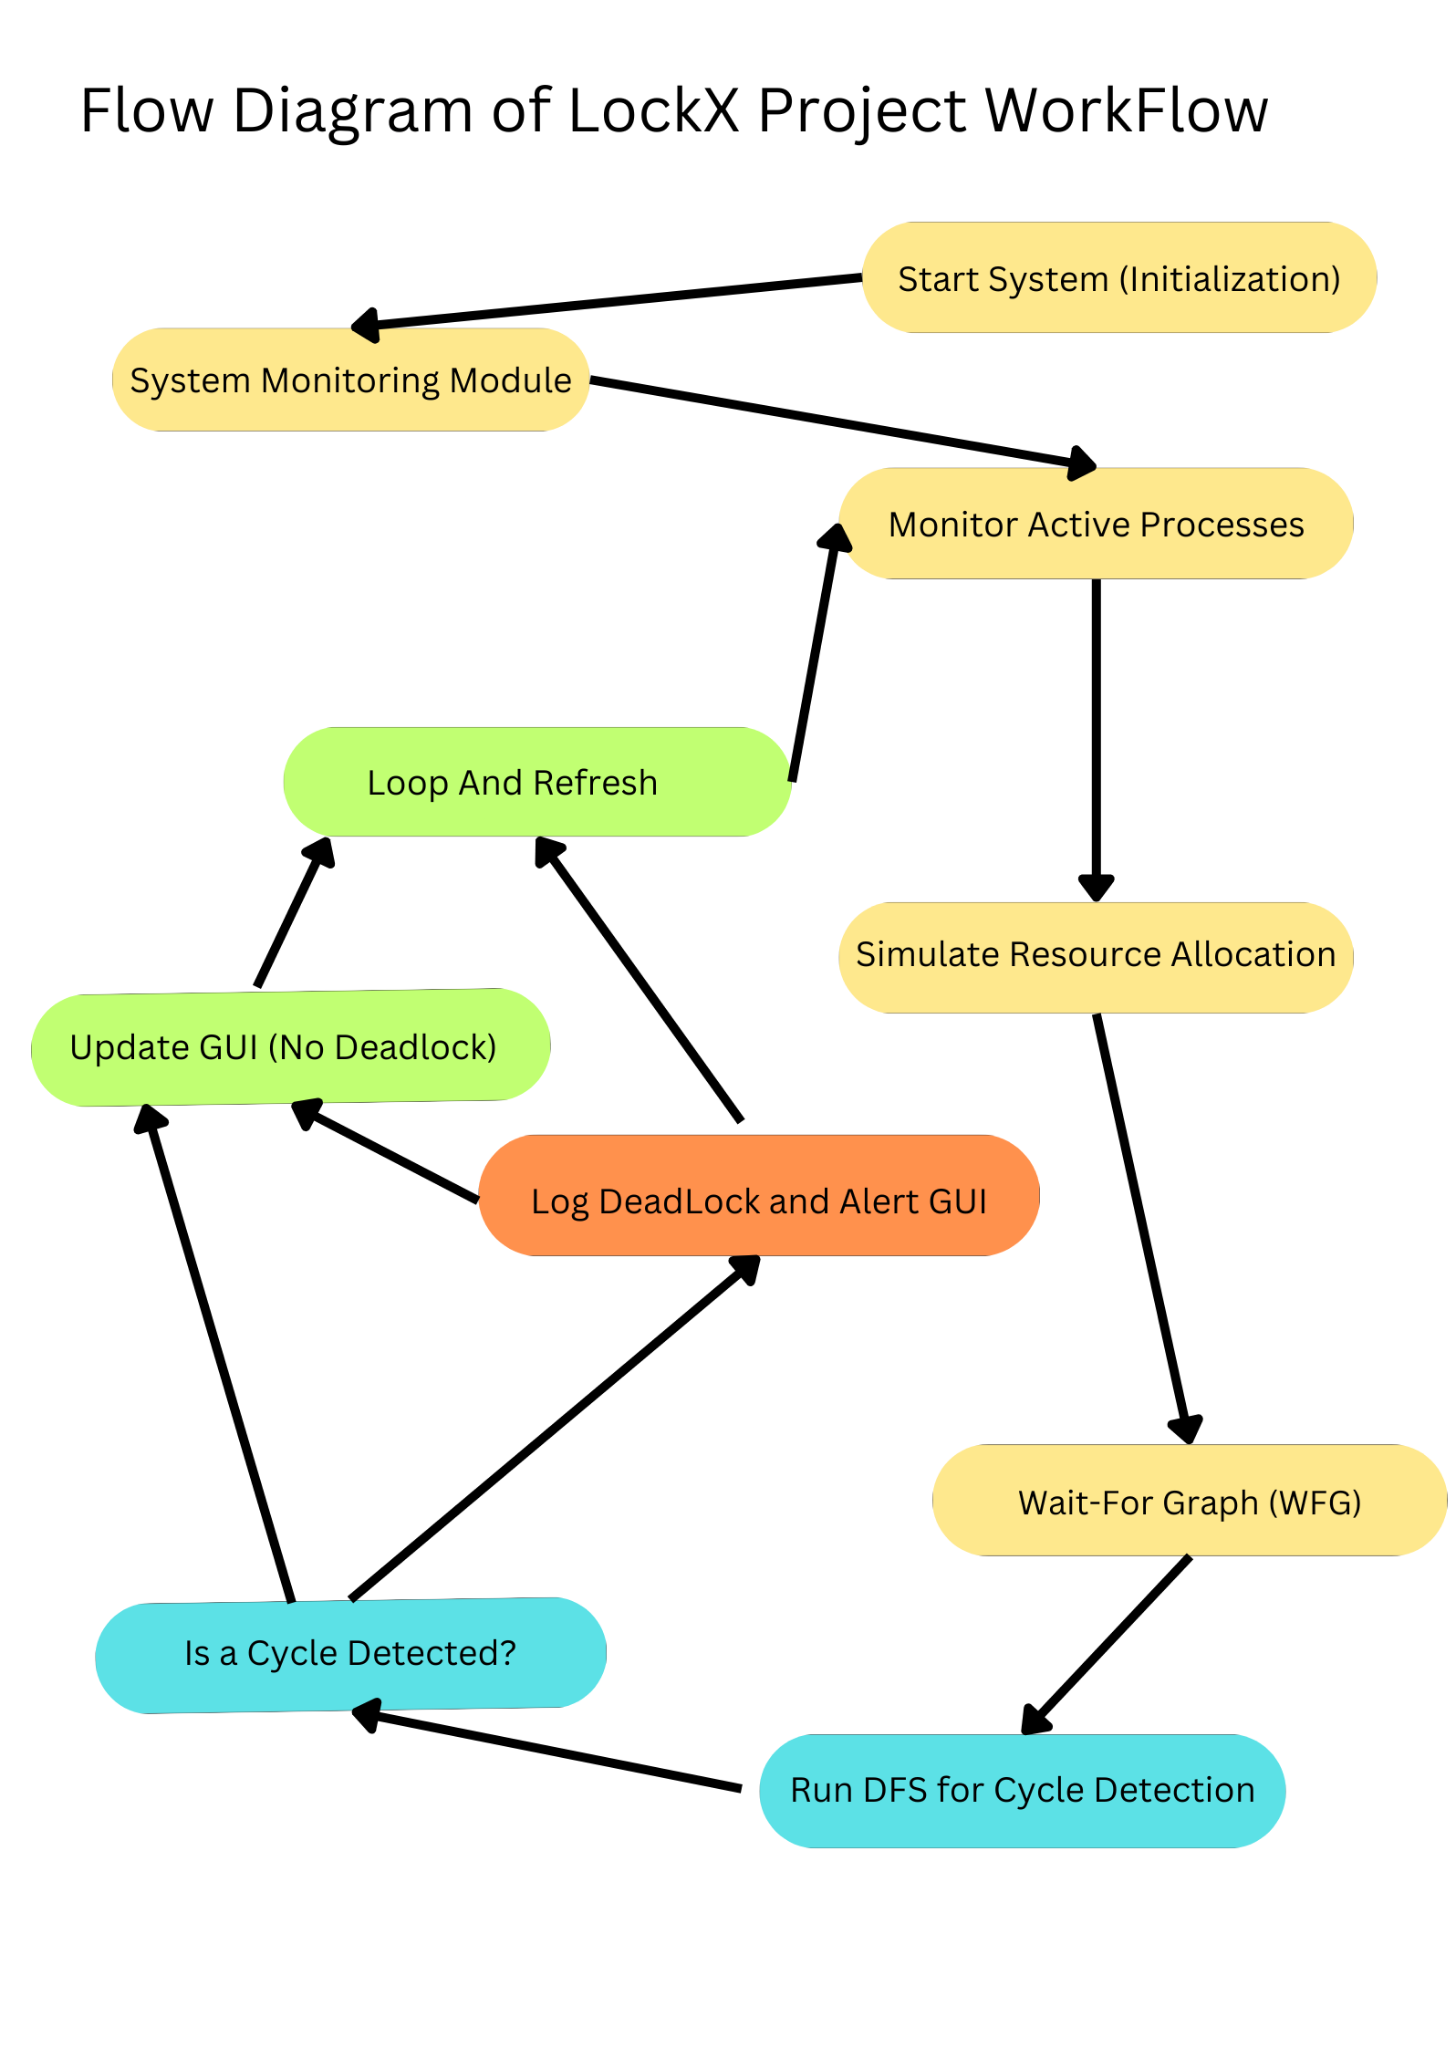 Flow Diagram of LockX Project WorkFlow
Start System (Initialization)
System Monitoring Module
Monitor Active Processes
Loop And Refresh
Simulate Resource Allocation
Update GUI (No Deadlock)
Log DeadLock and Alert GUI
Wait-For Graph (WFG)
Is a Cycle Detected?
Run DFS for Cycle Detection